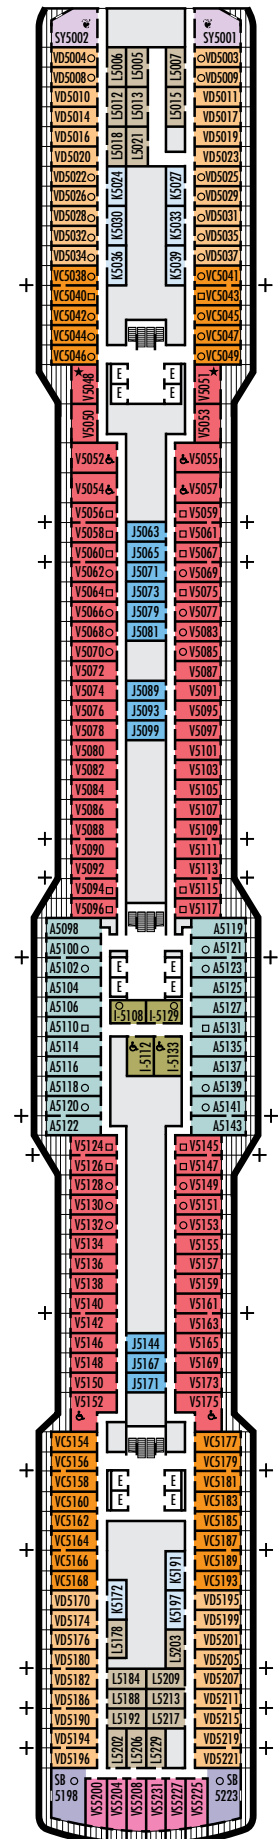 SY5002 SY5001
VD5004 L5006 L5005 L5007 VD5003
VD5008 VD5009
VD5010 L5012 L5013 L5015 VD5011
VD5014 VD5017
VD5016 L5018 L5021 VD5019
VD5020 VD5023
VD5022 K5024 K5027 VD5025
VD5026 VD5029
VD5028 K5030 K5033 VD5031
VD5032 VD5035
VD5034 K5036 K5039 VD5037
VC5038 VC5041
VC5040 VC5043
VC5042 VC5045
VC5044 VC5047
VC5046 VC5049
V5048 E E V5051
V5050 E E V5053
V5052 V5055
V5054 V5057
V5056 V5059
V5058 J5063 V5061
V5060 J5065 V5067
V5062 J5071 V5069
V5064 J5073 V5075
V5066 J5079 V5077
V5068 J5081 V5083
V5070 V5085
V5072 V5087
V5074 J5089 V5091
V5076 J5093 V5095
V5078 J5099 V5097
V5080 V5101
V5082 V5103
V5084 V5105
V5086 V5107
V5088 V5109
V5090 V5111
V5092 V5113
V5094 V5115
V5096 V5117
A5098 A5119
A5100 A5121
A5102 E E A5123
A5104 E E A5125
A5106 I-5108 I-5129 A5127
A5110 A5131
A5114 I-5112 I-5133 A5135
A5116 A5137
A5118 A5139
A5120 A5141
A5122 A5143
V5124 V5145
V5126 V5147
V5128 V5149
V5130 V5151
V5132 V5153
V5134 V5155
V5136 V5157
V5138 V5159
V5140 V5161
V5142 V5163
V5146 J5144 V5165
V5148 J5167 V5169
V5150 J5171 V5173
V5152 V5175
VC5154 VC5177
VC5156 VC5179
VC5158 E E VC5181
VC5160 E E VC5183
VC5162 VC5185
VC5164 VC5187
VC5166 K5191 VC5189
VC5168 VC5193
VD5170 K5172 K5197 VD5195
VD5174 VD5199
VD5176 L5178 L5203 VD5201
VD5180 VD5205
VD5182 L5184 L5209 VD5207
VD5186 L5188 L5213 VD5211
VD5190 L5192 L5217 VD5215
VD5194 L5202 L5206 L5229 VD5219
VD5196 VD5221
SB 5198 VS5200 VS5204 VS5208 VS5231 VS5227 VS5225 SB 5223